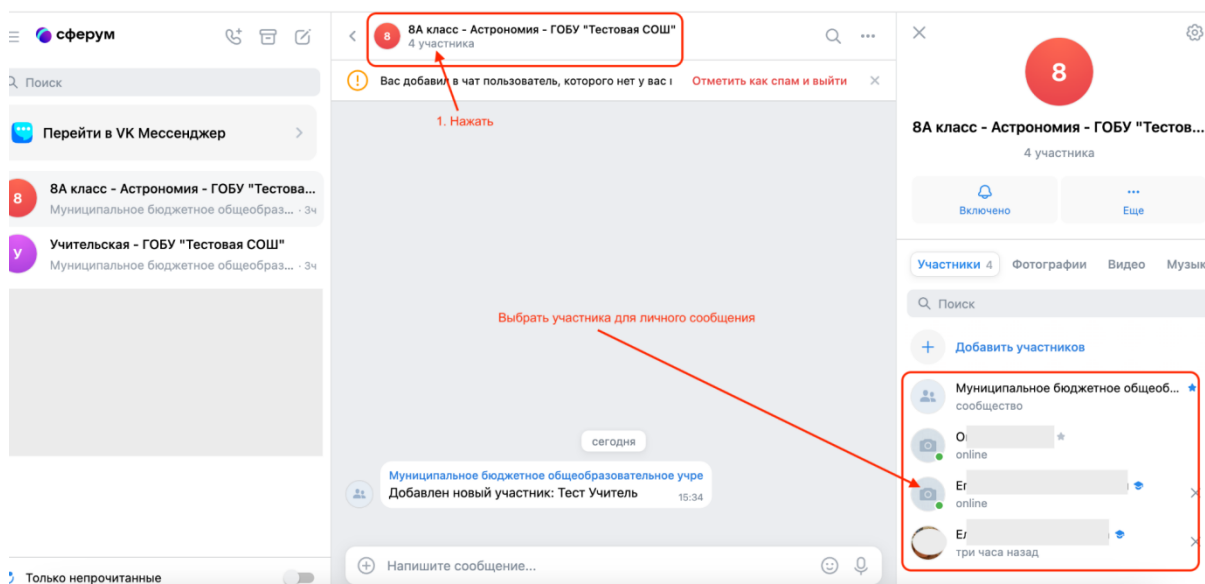 сферум
Поиск
Перейти в VK Мессенджер
8
8А класс - Астрономия - ГОБУ "Тестова...
Муниципальное бюджетное общеобраз... · 3ч
У
Учительская - ГОБУ "Тестовая СОШ"
Муниципальное бюджетное общеобраз... · 3ч
Только непрочитанные
8
8А класс - Астрономия - ГОБУ "Тестовая СОШ"
4 участника
Вас добавил в чат пользователь, которого нет у вас
Отметить как спам и выйти
1. Нажать
Выбрать участника для личного сообщения
сегодня
Муниципальное бюджетное общеобразовательное учре
Добавлен новый участник: Тест Учитель 15:34
Напишите сообщение...
8
8А класс - Астрономия - ГОБУ "Тестов...
4 участника
Включено
Еще
Участники 4 Фотографии Видео Музык
Поиск
Добавить участников
Муниципальное бюджетное общеоб...
сообщество
online
online
Ел
три часа назад